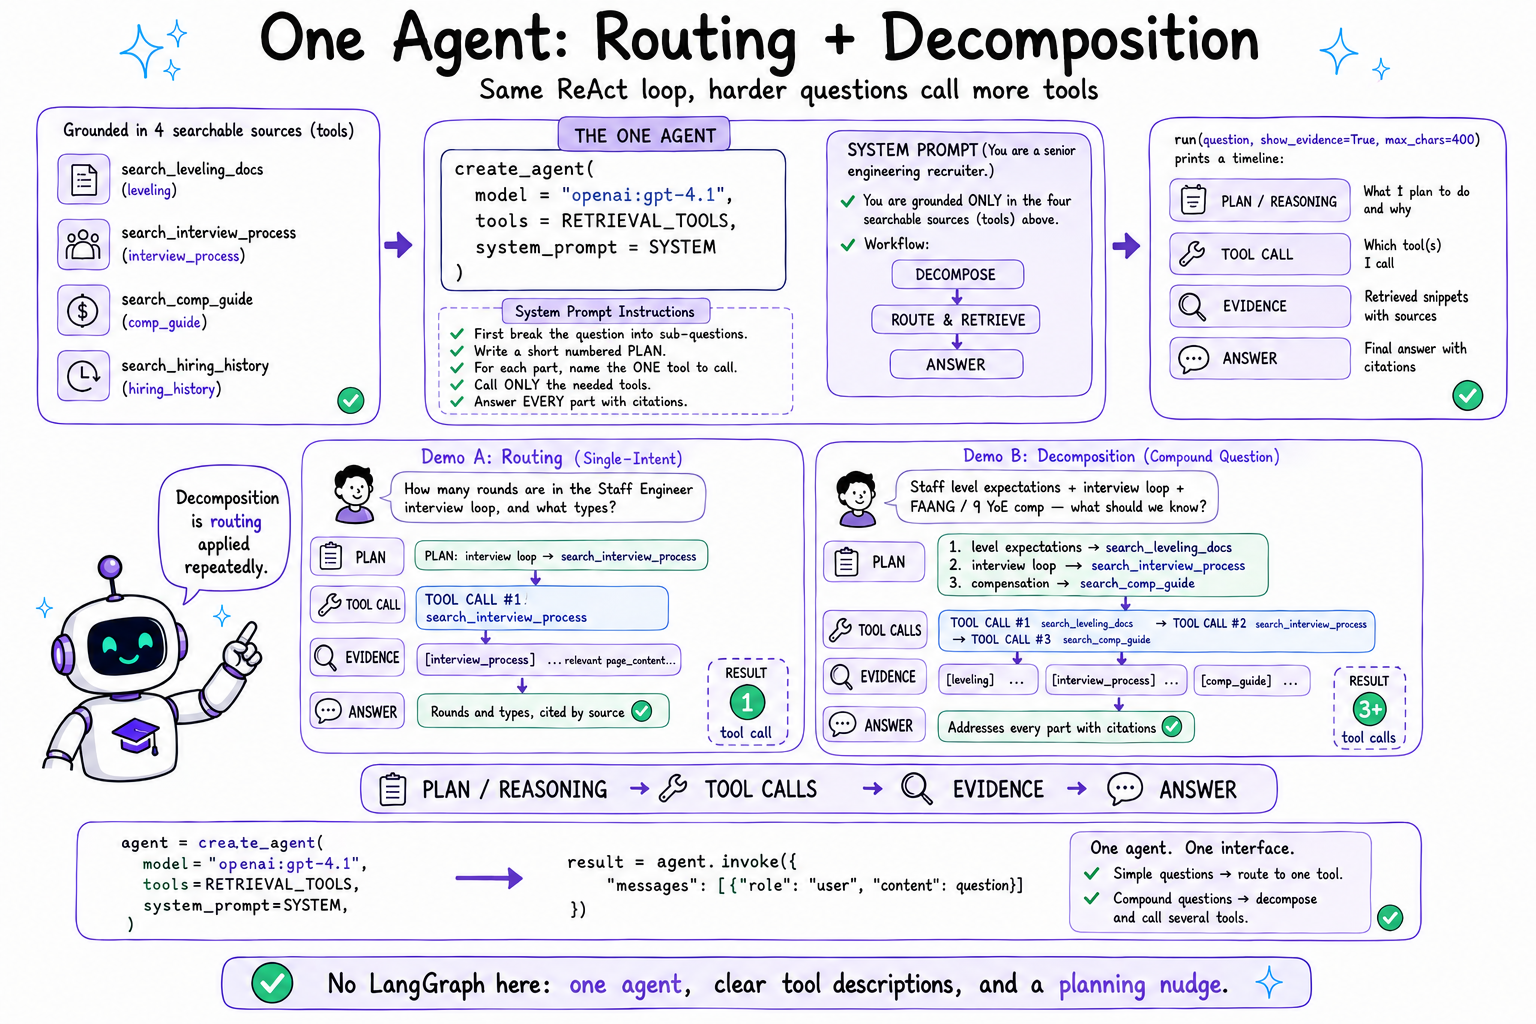 One Agent: Routing + Decomposition
Same ReAct loop, harder questions call more tools
Grounded in 4 searchable sources (tools)
search_leveling_docs
(leveling)
search_interview_process
(interview_process)
search_comp_guide
(comp_guide)
search_hiring_history
(hiring_history)
THE ONE AGENT
create_agent(
model = "openai:gpt-4.1",
tools = RETRIEVAL_TOOLS,
system_prompt = SYSTEM
)
System Prompt Instructions
First break the question into sub-questions.
Write a short numbered PLAN.
For each part, name the ONE tool to call.
Call ONLY the needed tools.
Answer EVERY part with citations.
SYSTEM PROMPT (You are a senior
engineering recruiter.)
You are grounded ONLY in the four
searchable sources (tools) above.
Workflow:
DECOMPOSE
ROUTE & RETRIEVE
ANSWER
run(question, show_evidence=True, max_chars=400)
prints a timeline:
PLAN / REASONING
What I plan to do
and why
TOOL CALL
Which tool(s)
I call
EVIDENCE
Retrieved snippets
with sources
ANSWER
Final answer with
citations
Decomposition
is routing
applied
repeatedly.
Demo A: Routing (Single-Intent)
How many rounds are in the Staff Engineer
interview loop, and what types?
PLAN
PLAN: interview loop → search_interview_process
TOOL CALL
TOOL CALL #1:
search_interview_process
EVIDENCE
[interview_process] ... relevant page_content...
ANSWER
Rounds and types, cited by source
RESULT
1
tool call
Demo B: Decomposition (Compound Question)
Staff level expectations + interview loop +
FAANG / 9 YoE comp — what should we know?
PLAN
1. level expectations → search_leveling_docs
2. interview loop → search_interview_process
3. compensation → search_comp_guide
TOOL CALLS
TOOL CALL #1 search_leveling_docs → TOOL CALL #2 search_interview_process
→ TOOL CALL #3 search_comp_guide
EVIDENCE
[leveling] ...
[interview_process] ...
[comp_guide] ...
ANSWER
Addresses every part with citations
RESULT
3+
tool calls
PLAN / REASONING → TOOL CALLS → EVIDENCE → ANSWER
agent = create_agent(
model = "openai:gpt-4.1",
tools = RETRIEVAL_TOOLS,
system_prompt = SYSTEM,
)
result = agent.invoke({
"messages": [{"role": "user", "content": question}]
})
One agent. One interface.
Simple questions → route to one tool.
Compound questions → decompose
and call several tools.
No LangGraph here: one agent, clear tool descriptions, and a planning nudge.